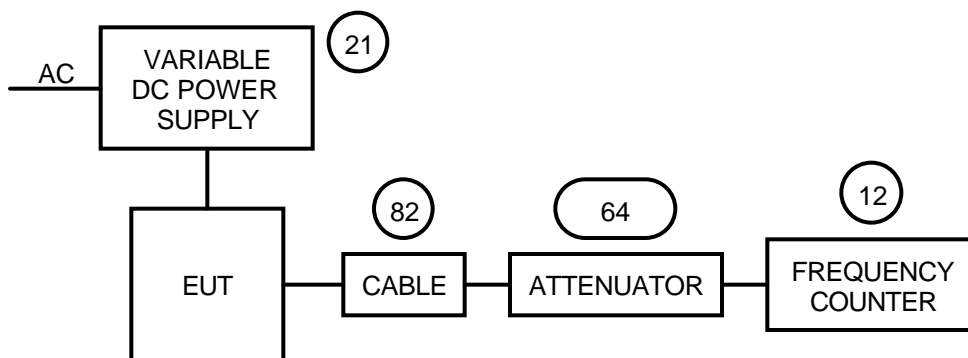 21
AC
VARIABLE
DC POWER
SUPPLY
82
64
12
EUT
CABLE
ATTENUATOR
FREQUENCY
COUNTER